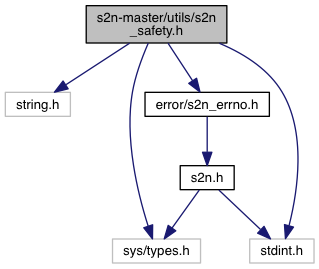 s2n-master/utils/s2n
_safety.h
string.h
error/s2n_errno.h
s2n.h
sys/types.h
stdint.h